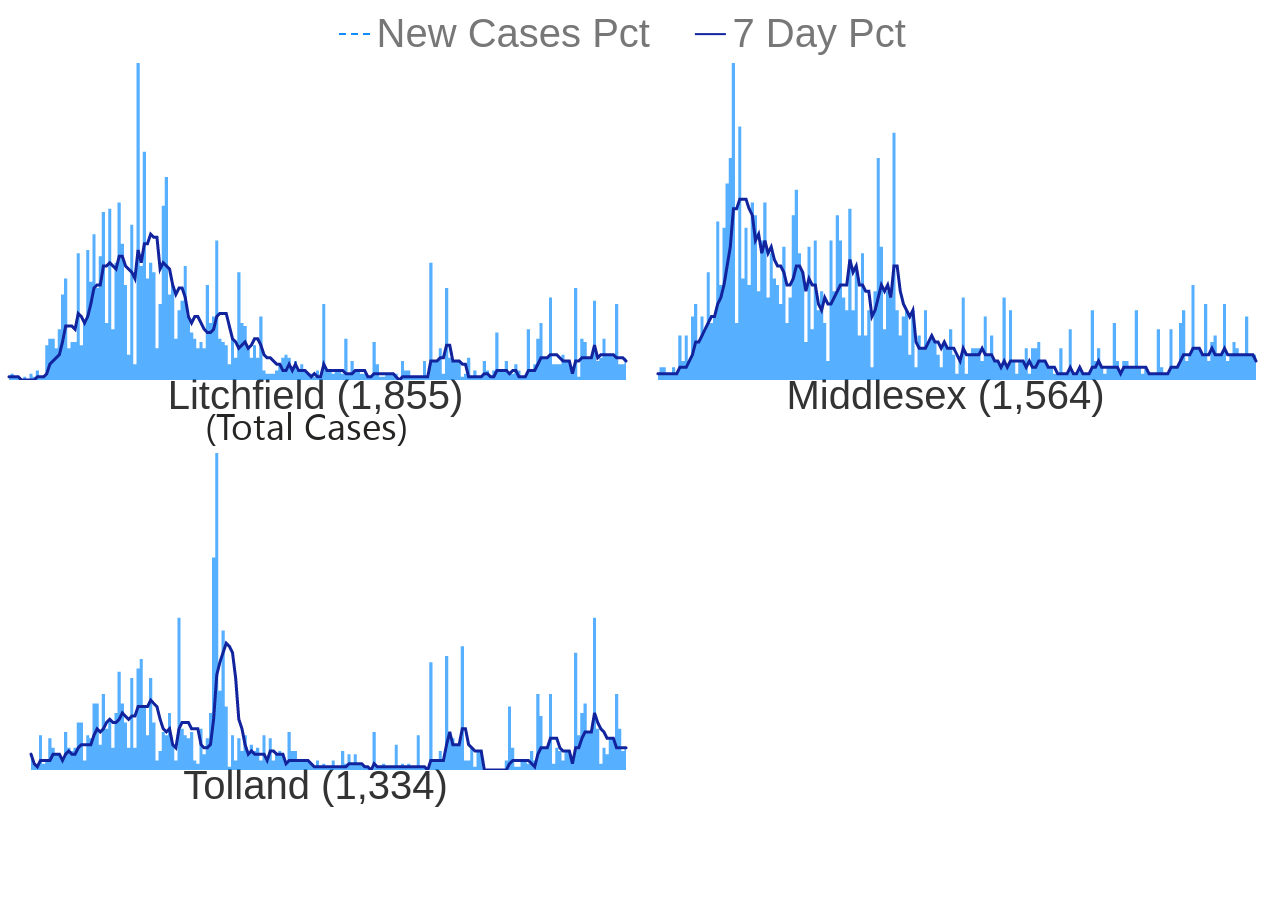 New Cases Pct 7 Day Pct
Litchfield (1,855)
(Total Cases)
Middlesex (1,564)
Tolland (1,334)